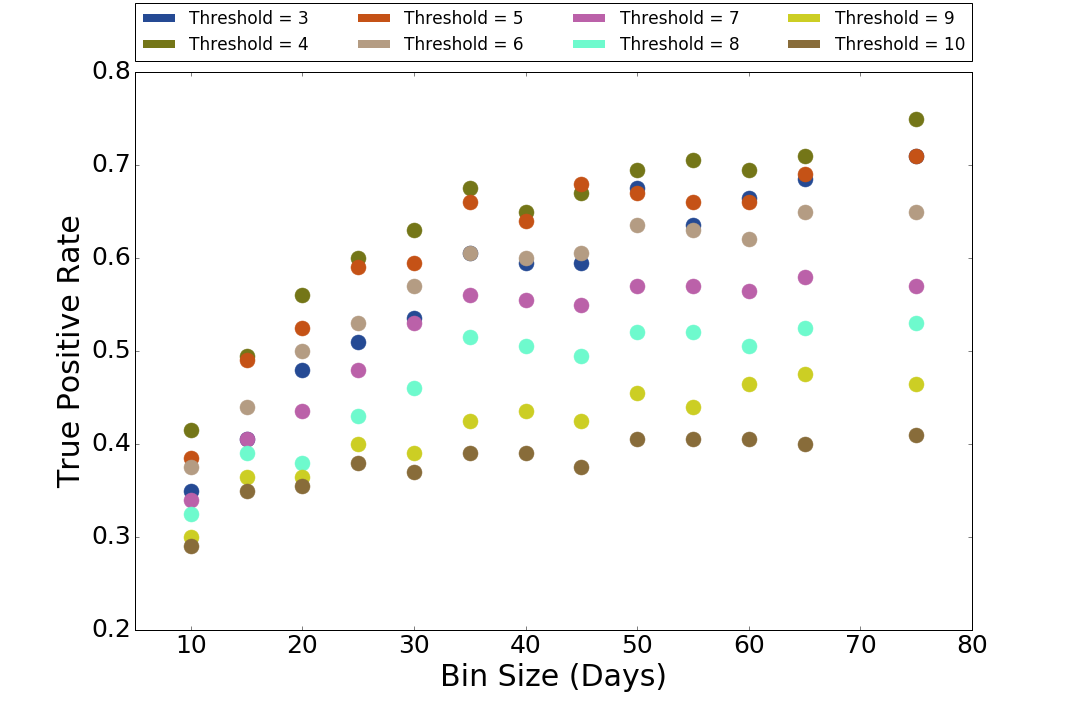 Threshold = 3 Threshold = 5 Threshold = 7 Threshold = 9
Threshold = 4 Threshold = 6 Threshold = 8 Threshold = 10
0.8
0.7
0.6
0.5
0.4
0.3
0.2
True Positive Rate
10 20 30 40 50 60 70 80
Bin Size (Days)